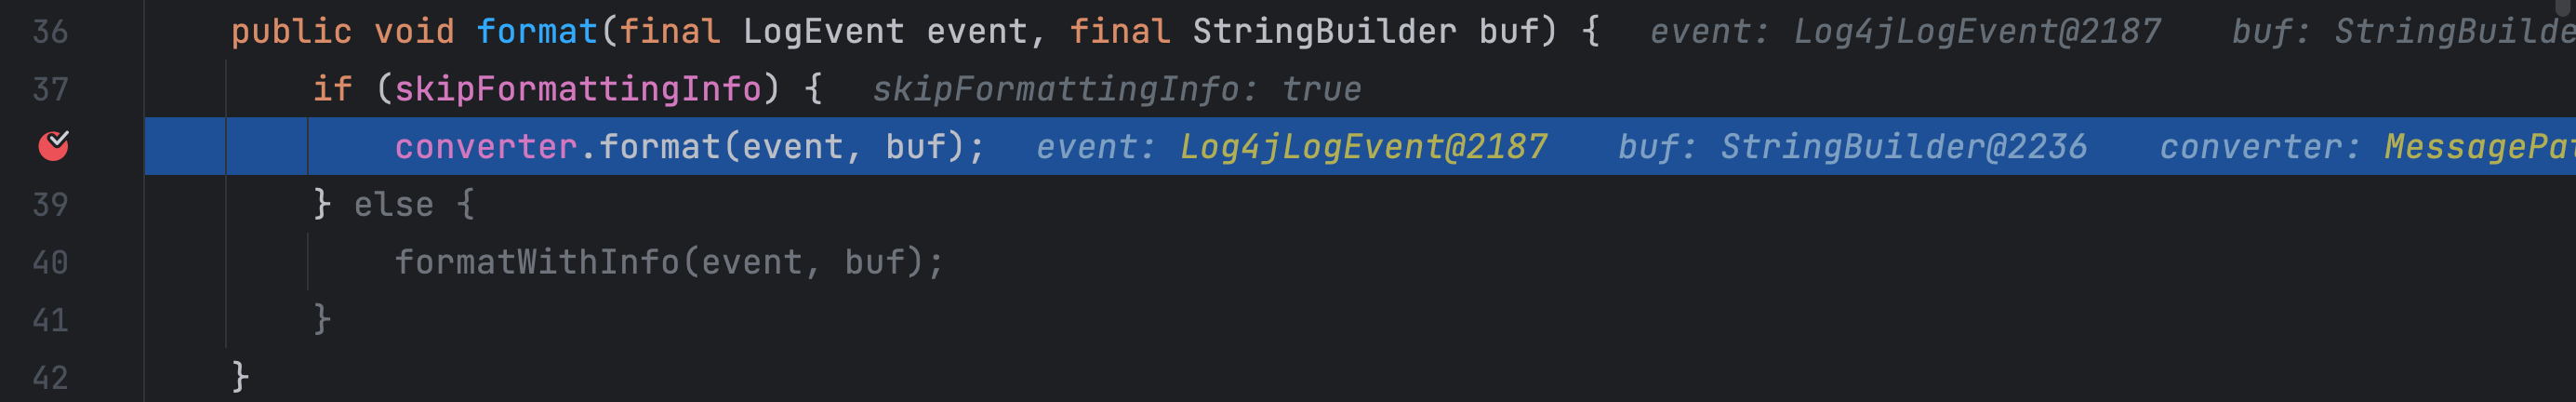 36 public void format(final LogEvent event, final StringBuilder buf) { event: Log4jLogEvent@2187 buf: StringBuilde
37 if (skipFormattingInfo) { skipFormattingInfo: true
converter.format(event, buf); event: Log4jLogEvent@2187 buf: StringBuilder@2236 converter: MessagePat
39 } else {
40 formatWithInfo(event, buf);
41 }
42 }